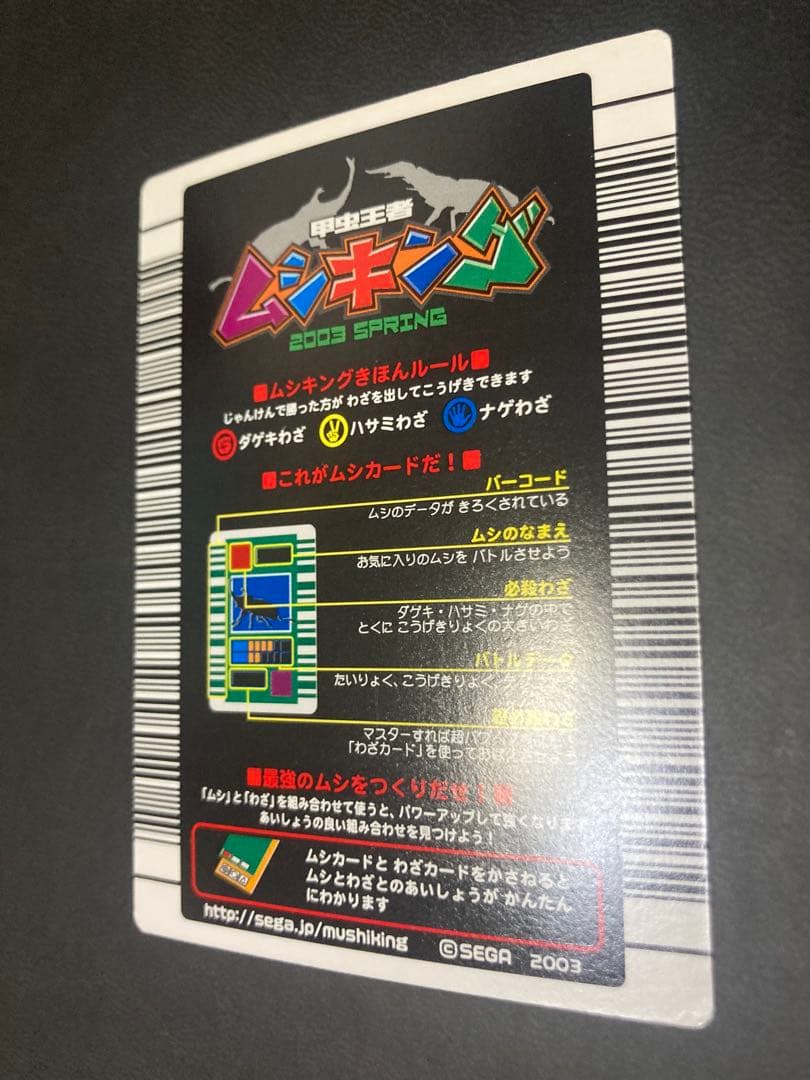 甲虫王者
ムシキング
2003 SPRING
ムシキングきほんルール
じゃんけんで勝った方が わざを出してこうげきできます
ダゲキわざ ハサミわざ ナゲわざ
これがムシカードだ！
バーコード
ムシのデータが きろくされている
ムシのなまえ
お気に入りのムシを バトルさせよう
必殺わざ
ダゲキ・ハサミ・ナゲの中で
とくに こうげきりょくの大きいわざ
バトルデータ
たいりょく、こうげきりょく
マスターすれば超パワー
「わざカード」を使って
最強のムシをつくりだせ！
「ムシ」と「わざ」を組み合わせて使うと、パワーアップして強くなります
あいしょうの良い組み合わせを見つけよう！
ムシカードと わざカードをかさねると
ムシとわざとのあいしょうが かんたん
にわかります
http://sega.jp/mushiking ©SEGA 2003